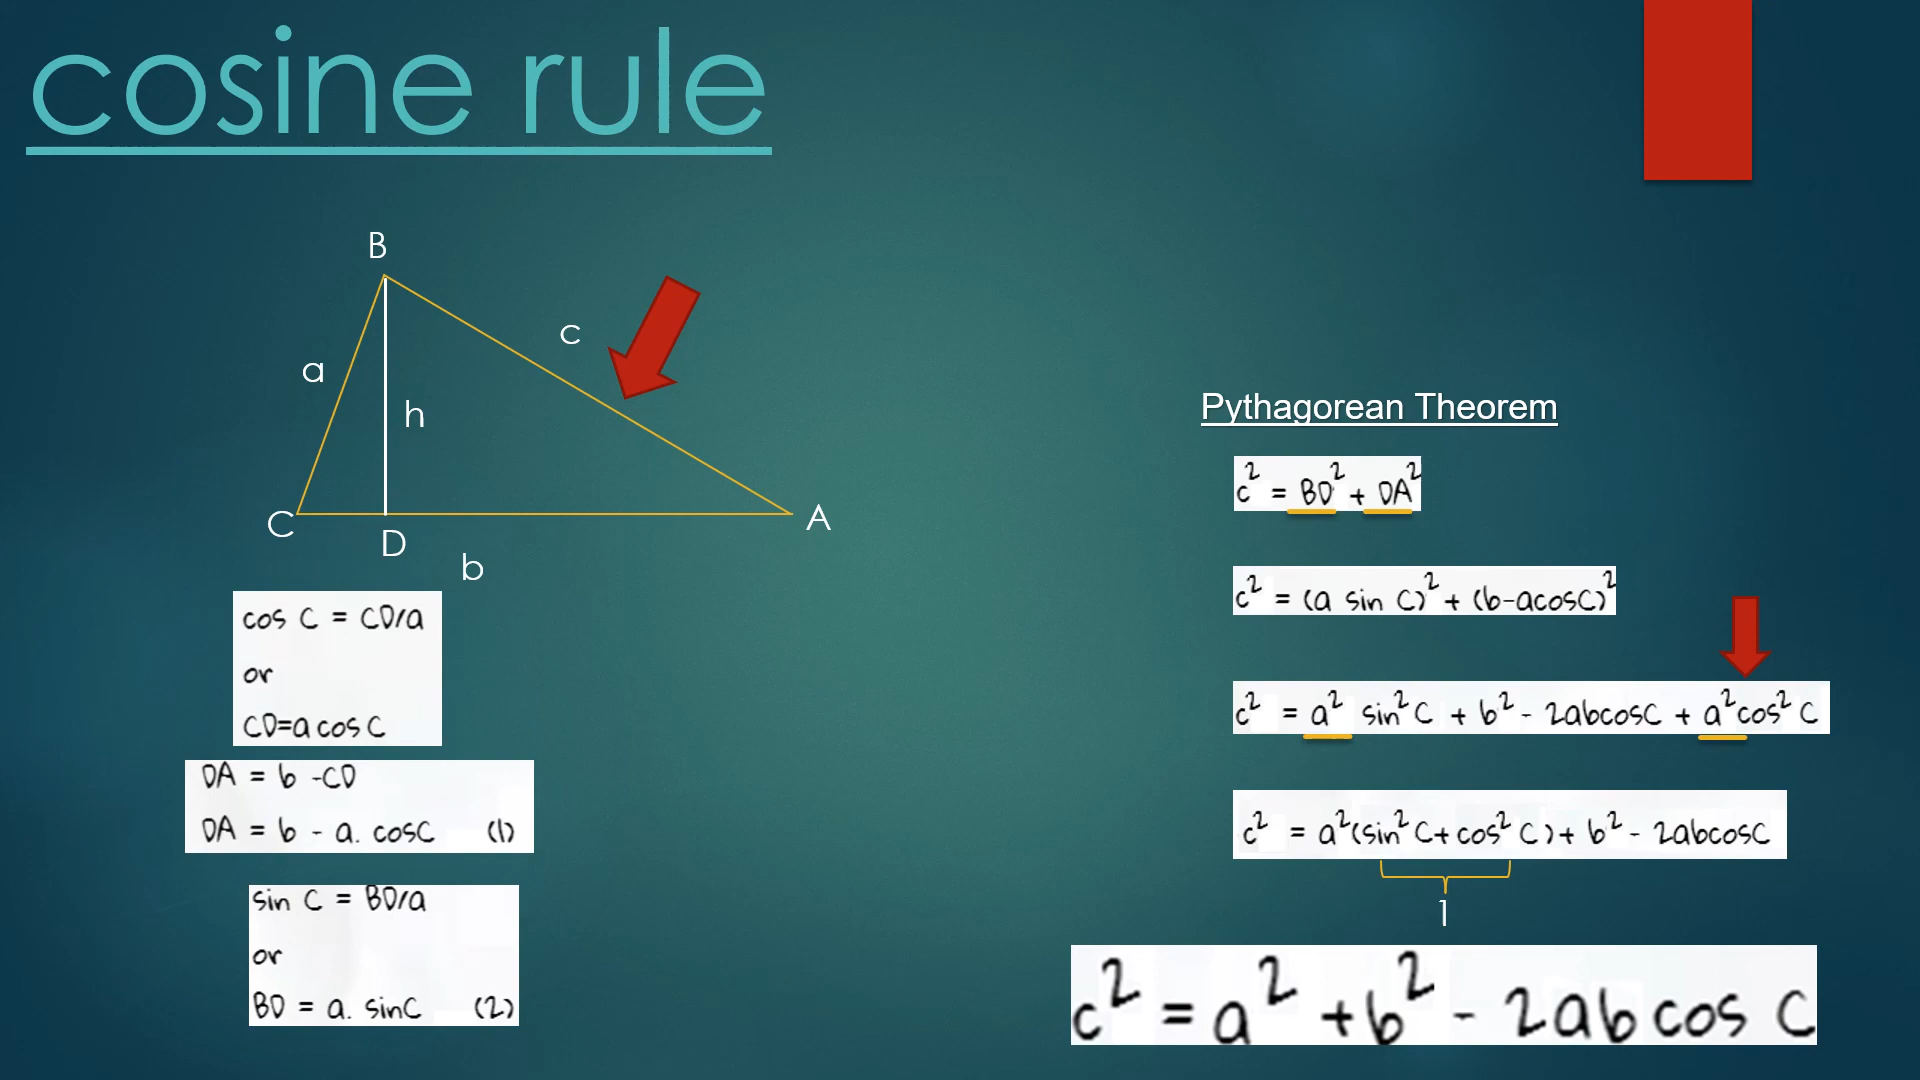 cosine rule
B
c
a
h
C
D
A
b
cos C = CD/a
or
CD=a cos C
DA = b -CD
DA = b - a. cosC (1)
sin C = BD/a
or
BD = a. sinC (2)
Pythagorean Theorem
c² = BD² + DA²
c² = (a sin C)² + (b-acosC)²
c² = a² sin² C + b² - 2abcosC + a²cos² C
c² = a²(sin² C+ cos² C)+ b² - 2abcosC
1
c² = a² +b² - 2ab cos C